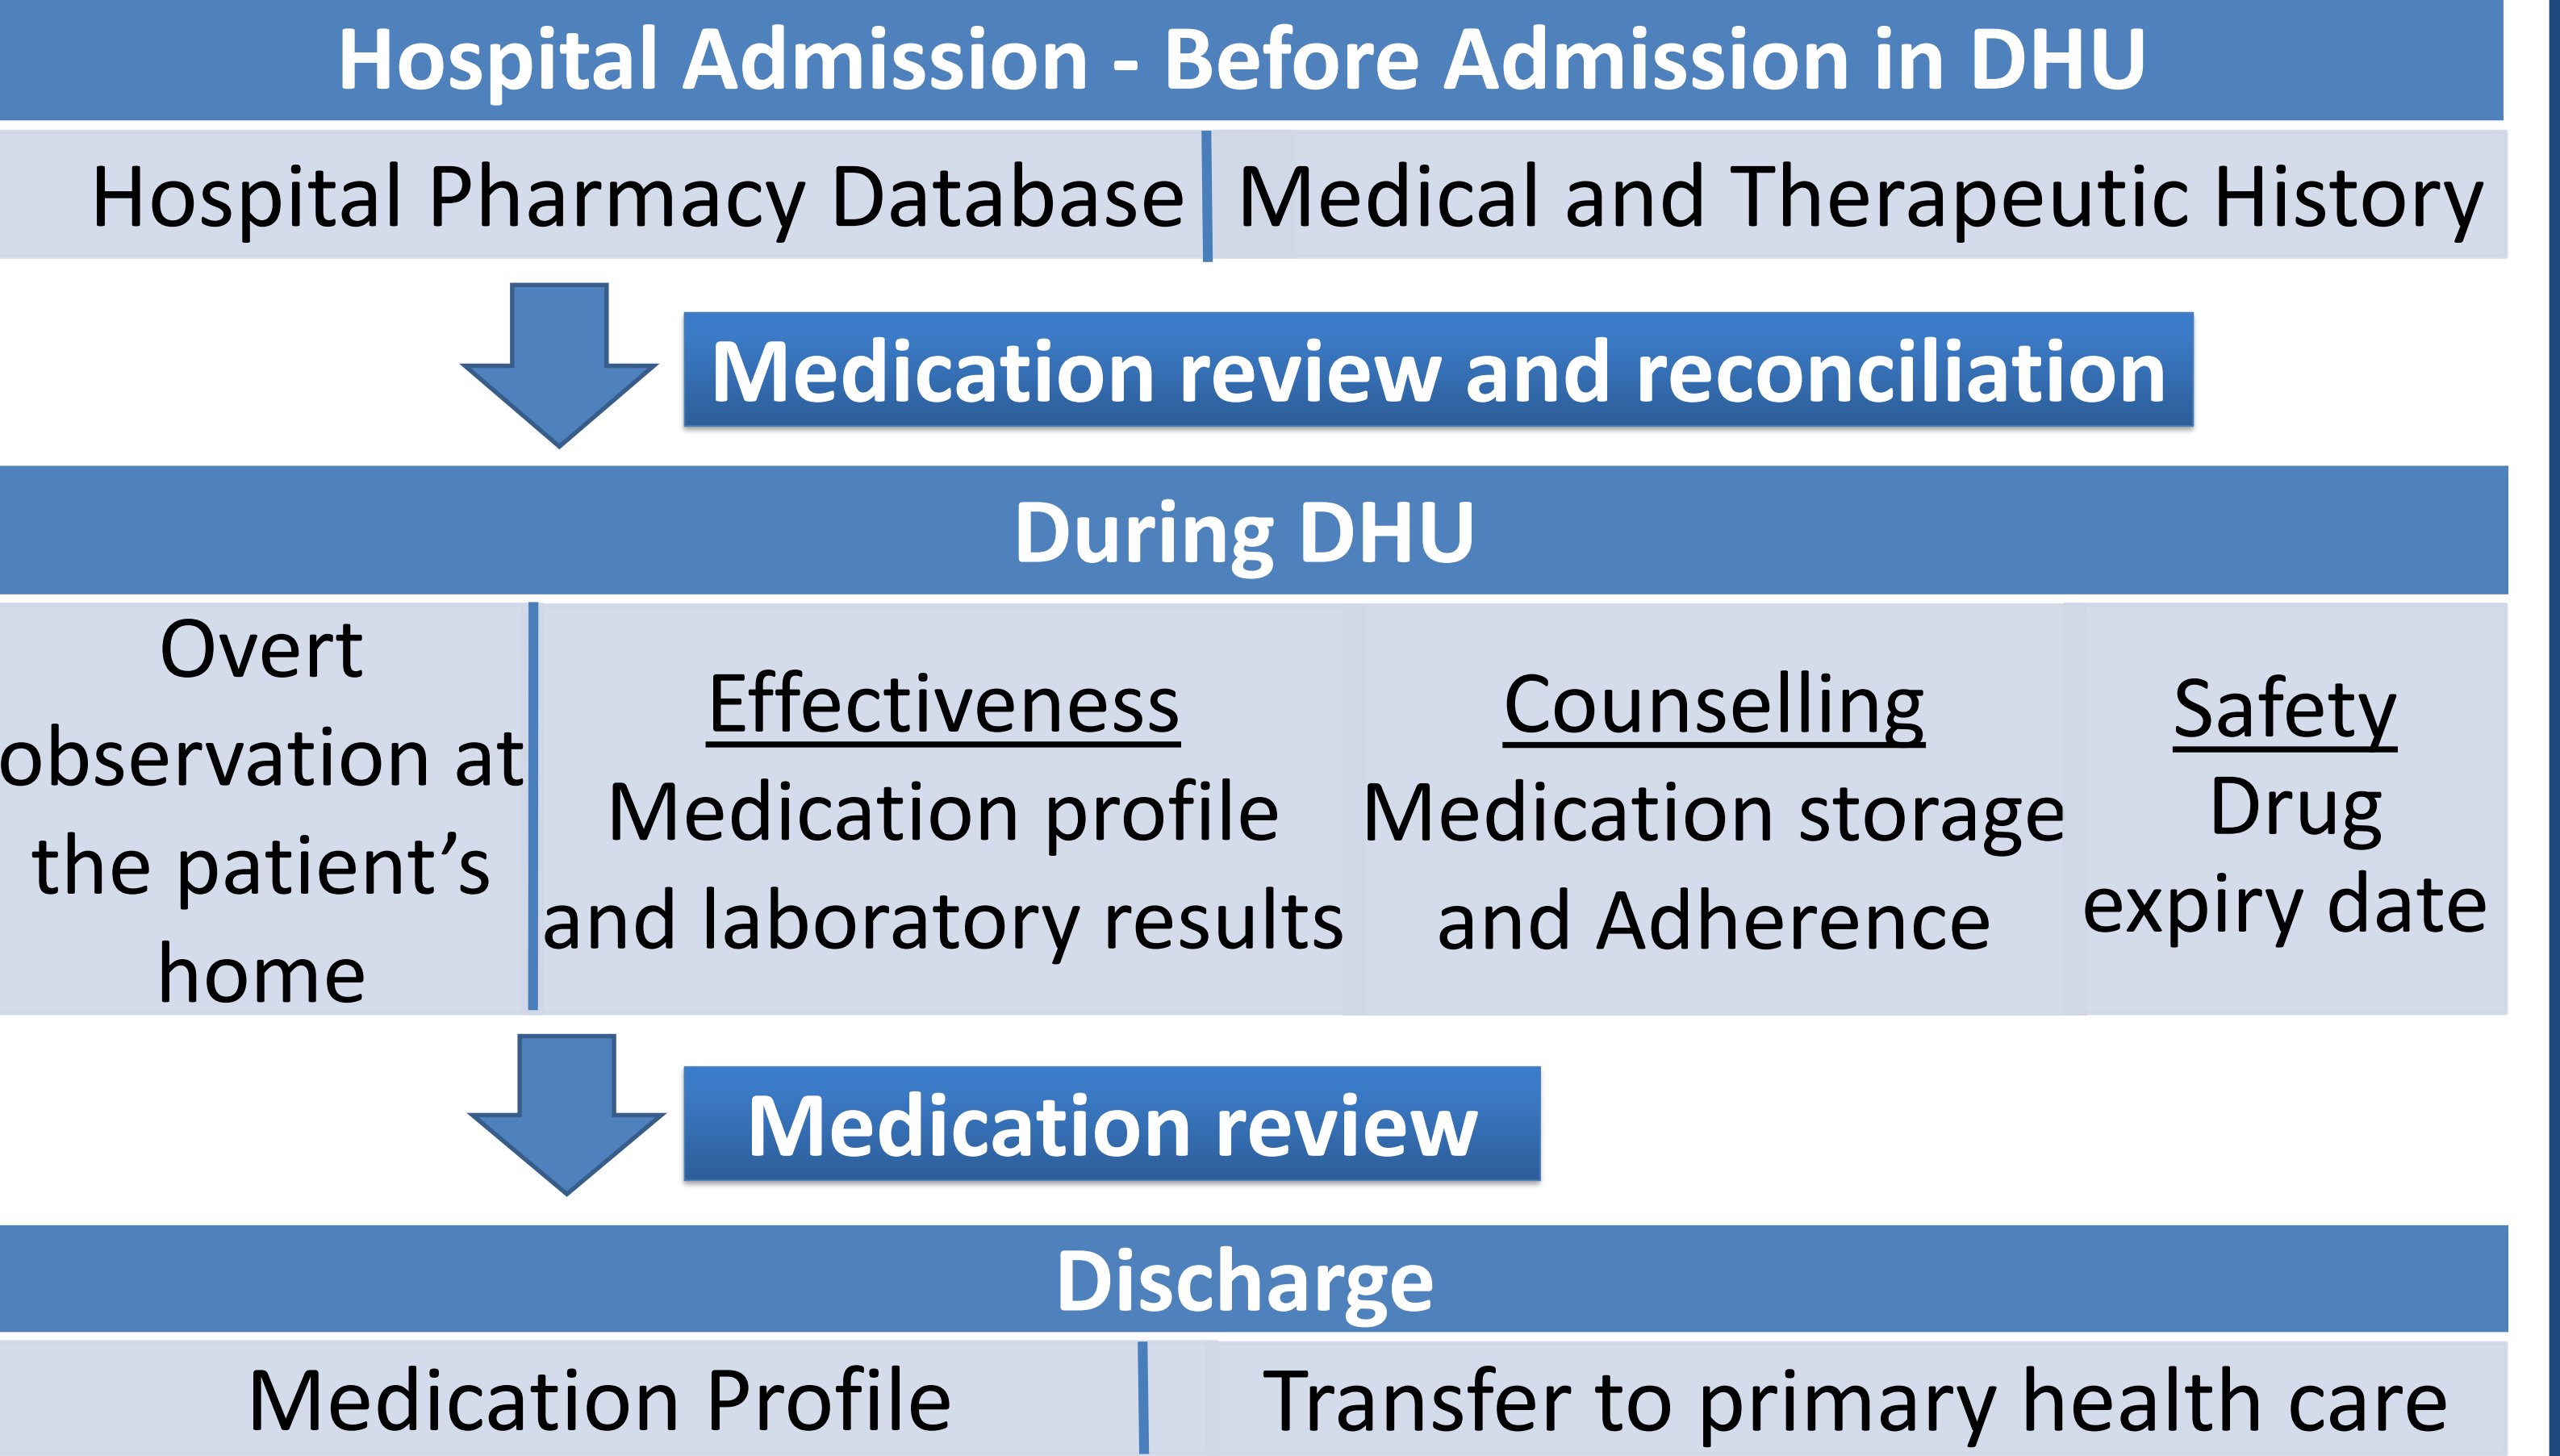 Hospital Admission - Before Admission in DHU
Hospital Pharmacy Database
Medical and Therapeutic History
Medication review and reconciliation
During DHU
Overt
observation at
the patient’s
home
Effectiveness
Medication profile
and laboratory results
Counselling
Medication storage
and Adherence
Safety
Drug
expiry date
Medication review
Discharge
Medication Profile
Transfer to primary health care